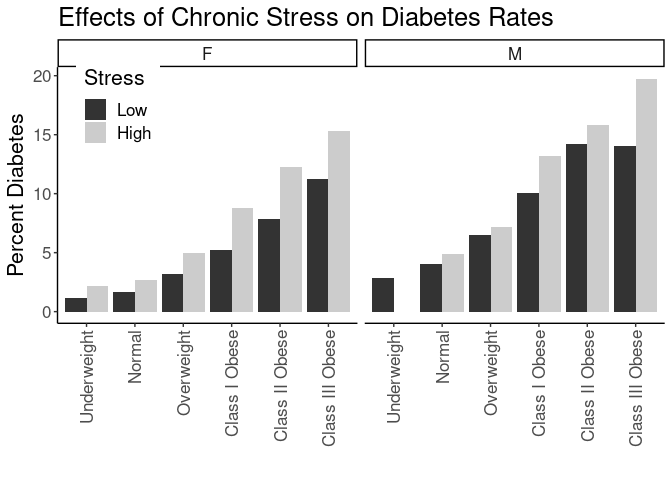 Effects of Chronic Stress on Diabetes Rates
F
M
Stress
Low
High
Percent Diabetes
20
15
10
5
0
Underweight
Normal
Overweight
Class I Obese
Class II Obese
Class III Obese
Underweight
Normal
Overweight
Class I Obese
Class II Obese
Class III Obese